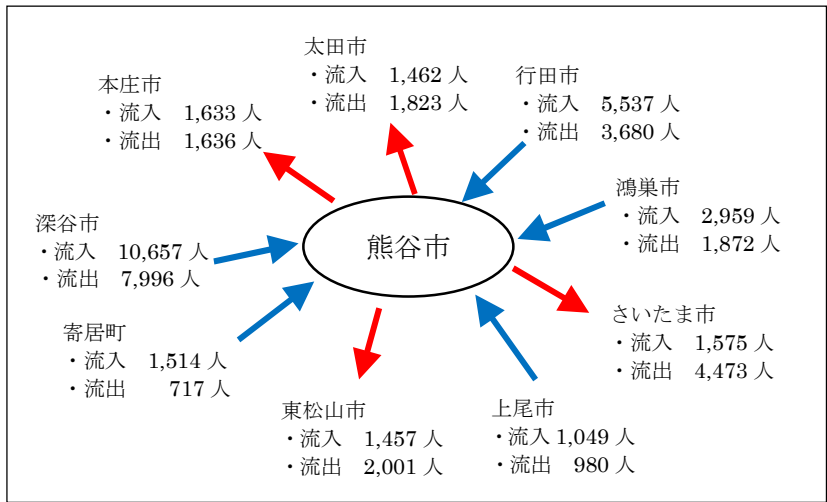 太田市
・流入 1,462 人
・流出 1,823 人
本庄市
・流入 1,633 人
・流出 1,636 人
行田市
・流入 5,537 人
・流出 3,680 人
鴻巣市
・流入 2,959 人
・流出 1,872 人
深谷市
・流入 10,657 人
・流出 7,996 人
熊谷市
さいたま市
・流入 1,575 人
・流出 4,473 人
寄居町
・流入 1,514 人
・流出 717 人
東松山市
・流入 1,457 人
・流出 2,001 人
上尾市
・流入 1,049 人
・流出 980 人